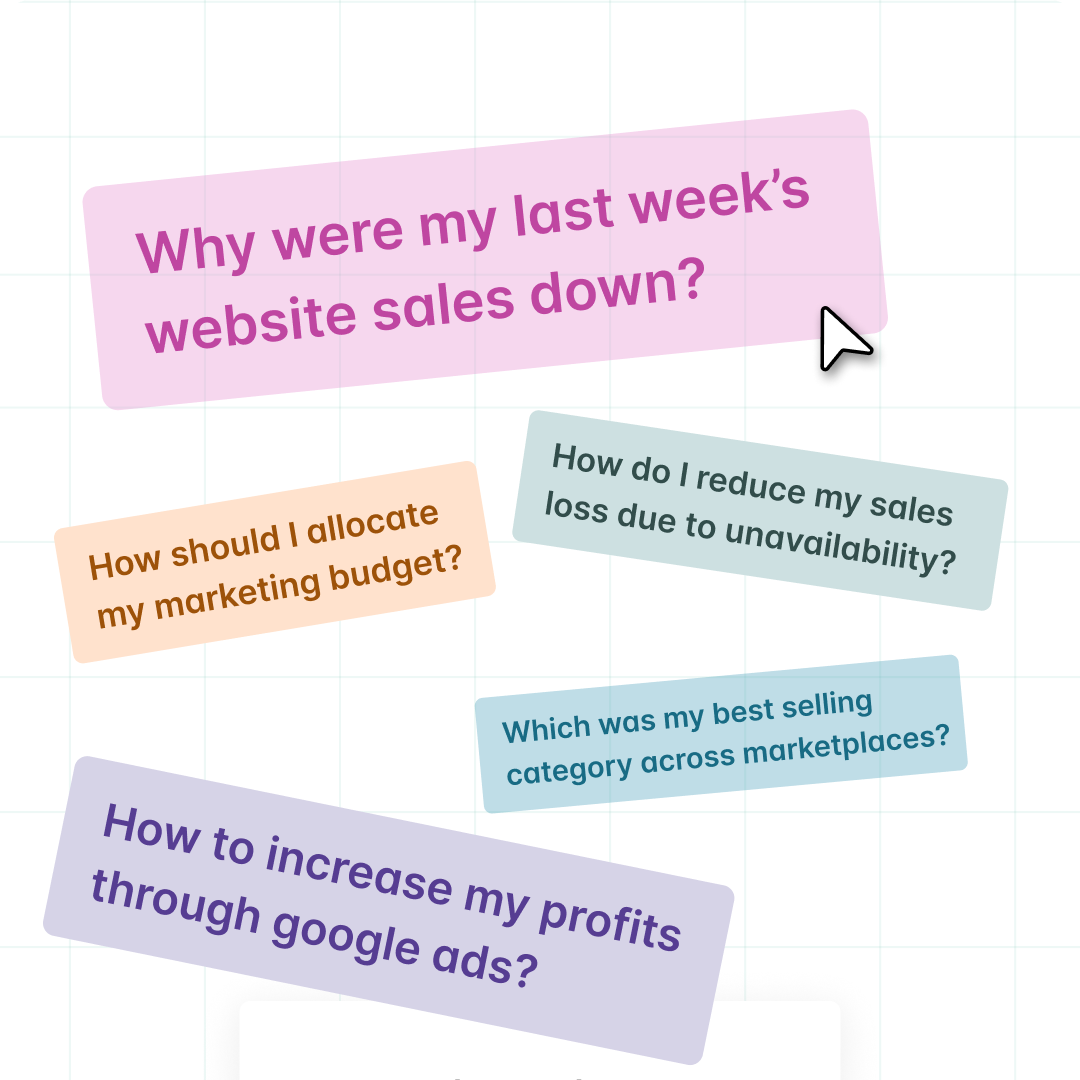 Why were my last week’s
website sales down?
How do I reduce my sales
loss due to unavailability?
How should I allocate
my marketing budget?
Which was my best selling
category across marketplaces?
How to increase my profits
through google ads?